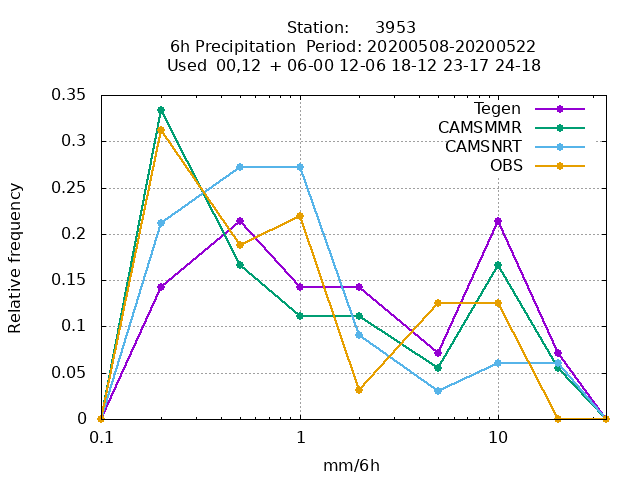 Station:     3953
6h Precipitation  Period: 20200508-20200522
Used  00,12  + 06-00 12-06 18-12 23-17 24-18
0.35
0.3
0.25
0.2
0.15
0.1
0.05
0
Relative frequency
Tegen
CAMSMMR
CAMSNRT
OBS
0.1
1
10
mm/6h